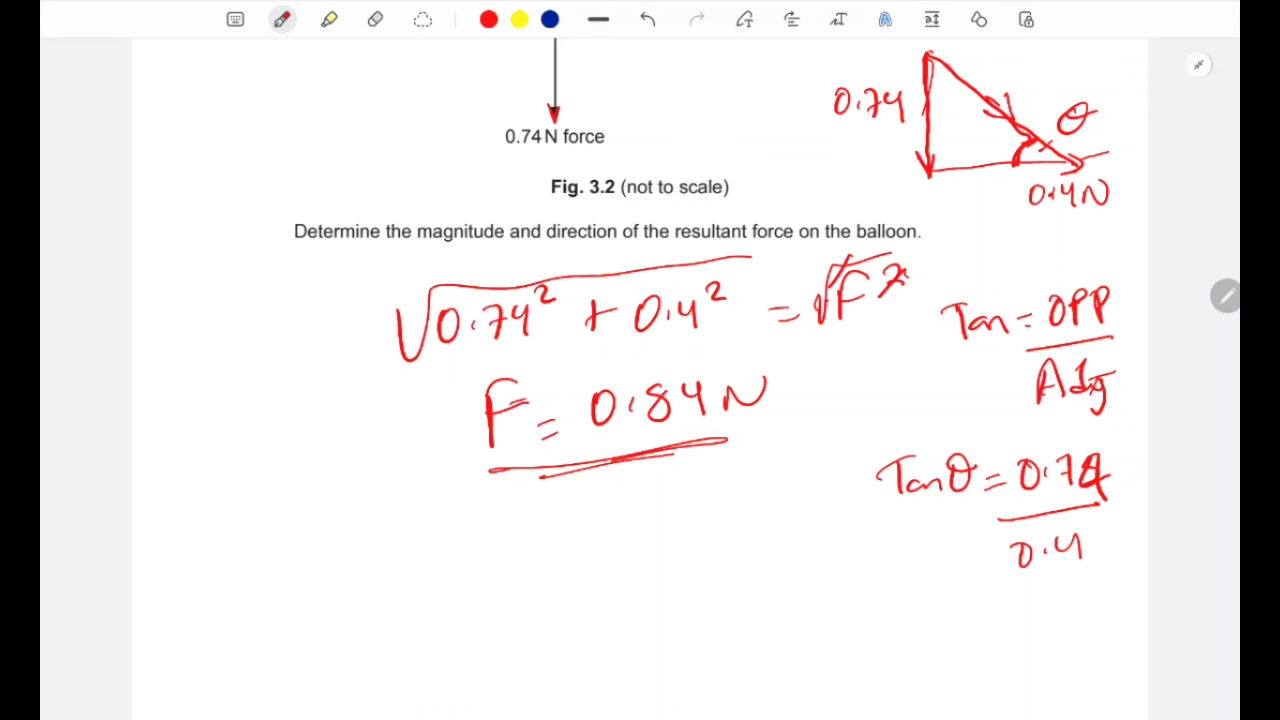 0.74 N force
Fig. 3.2 (not to scale)
Determine the magnitude and direction of the resultant force on the balloon.
0.74
θ
0.4N
√0.74² + 0.4² = √F²
F = 0.84 N
Tan = OPP
Adj
Tanθ = 0.74
0.4